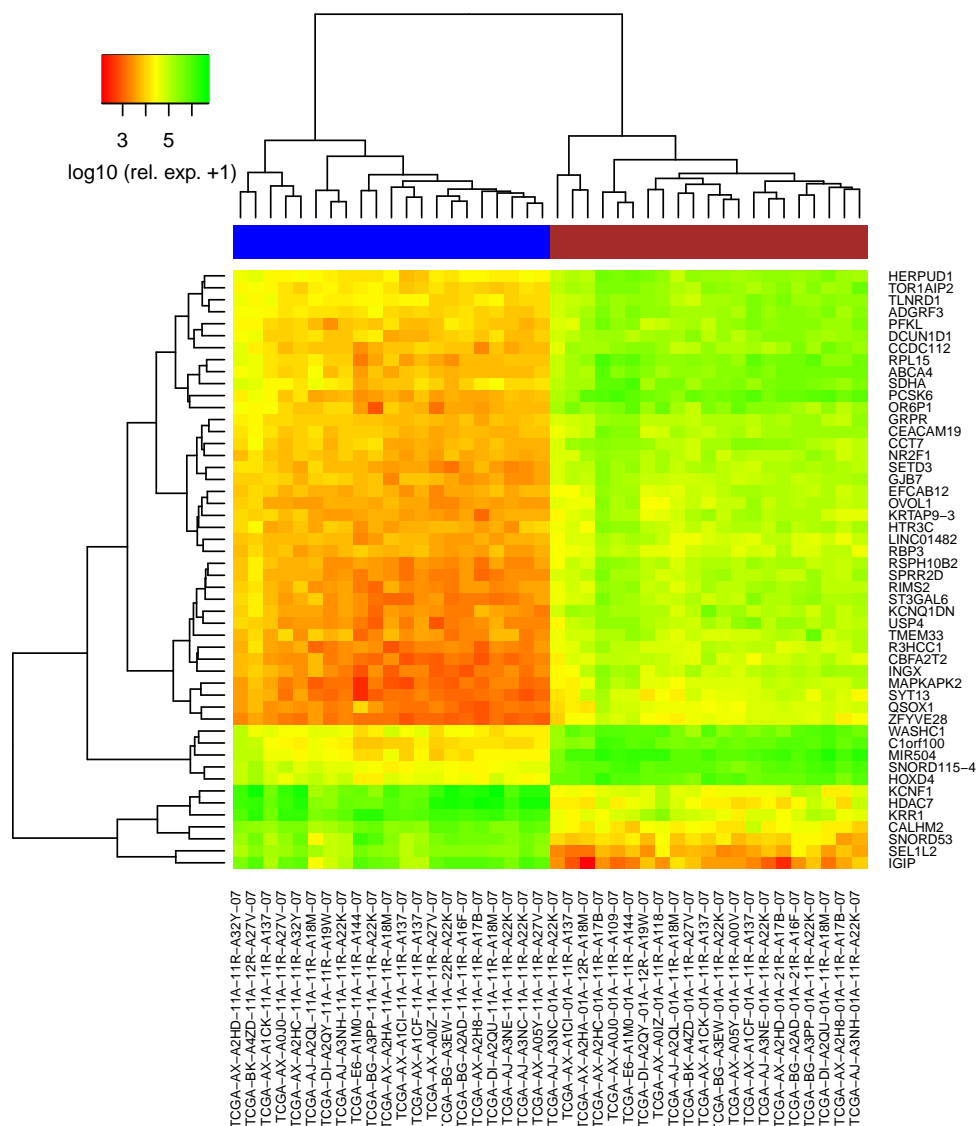 3 5
log10 (rel. exp. +1)
HERPUD1
TOR1AIP2
TLNRD1
ADGRF3
PFKL
DCUN1D1
CCDC112
RPL15
ABCA4
SDHA
PCSK6
OR6P1
GRPR
CEACAM19
CCT7
NR2F1
SETD3
GJB7
EFCAB12
OVOL1
KRTAP9−3
HTR3C
LINC01482
RBP3
RSPH10B2
SPRR2D
RIMS2
ST3GAL6
KCNQ1DN
USP4
TMEM33
R3HCC1
CBFA2T2
INGX
MAPKAPK2
SYT13
QSOX1
ZFYVE28
WASHC1
C1orf100
MIR504
SNORD115−4
HOXD4
KCNF1
HDAC7
KRR1
CALHM2
SNORD53
SEL1L2
IGIP
TCGA−AX−A2HD−11A−11R−A32Y−07
TCGA−BK−A4ZD−11A−12R−A27V−07
TCGA−AX−A1CK−11A−11R−A137−07
TCGA−AX−A0J0−11A−11R−A27V−07
TCGA−AX−A2HC−11A−11R−A32Y−07
TCGA−AJ−A2QL−11A−11R−A18M−07
TCGA−DI−A2QY−11A−11R−A19W−07
TCGA−AJ−A3NH−11A−11R−A22K−07
TCGA−E6−A1M0−11A−11R−A144−07
TCGA−BG−A3PP−11A−11R−A22K−07
TCGA−AX−A2HA−11A−11R−A18M−07
TCGA−AX−A1CI−11A−11R−A137−07
TCGA−AX−A1CF−11A−11R−A137−07
TCGA−AX−A0IZ−11A−11R−A27V−07
TCGA−BG−A3EW−11A−22R−A22K−07
TCGA−BG−A2AD−11A−11R−A16F−07
TCGA−AX−A2H8−11A−11R−A17B−07
TCGA−DI−A2QU−11A−11R−A18M−07
TCGA−AJ−A3NE−11A−11R−A22K−07
TCGA−AJ−A3NC−11A−11R−A22K−07
TCGA−AX−A05Y−11A−11R−A27V−07
TCGA−AJ−A3NC−01A−11R−A22K−07
TCGA−AX−A1CI−01A−11R−A137−07
TCGA−AX−A2HA−01A−12R−A18M−07
TCGA−AX−A2HC−01A−11R−A17B−07
TCGA−AX−A0J0−01A−11R−A109−07
TCGA−E6−A1M0−01A−11R−A144−07
TCGA−DI−A2QY−01A−12R−A19W−07
TCGA−AX−A0IZ−01A−11R−A118−07
TCGA−AJ−A2QL−01A−11R−A18M−07
TCGA−BK−A4ZD−01A−11R−A27V−07
TCGA−AX−A1CK−01A−11R−A137−07
TCGA−BG−A3EW−01A−11R−A22K−07
TCGA−AX−A05Y−01A−11R−A00V−07
TCGA−AX−A1CF−01A−11R−A137−07
TCGA−AJ−A3NE−01A−11R−A22K−07
TCGA−AX−A2HD−01A−21R−A17B−07
TCGA−BG−A2AD−01A−21R−A16F−07
TCGA−BG−A3PP−01A−11R−A22K−07
TCGA−DI−A2QU−01A−11R−A18M−07
TCGA−AX−A2H8−01A−11R−A17B−07
TCGA−AJ−A3NH−01A−11R−A22K−07